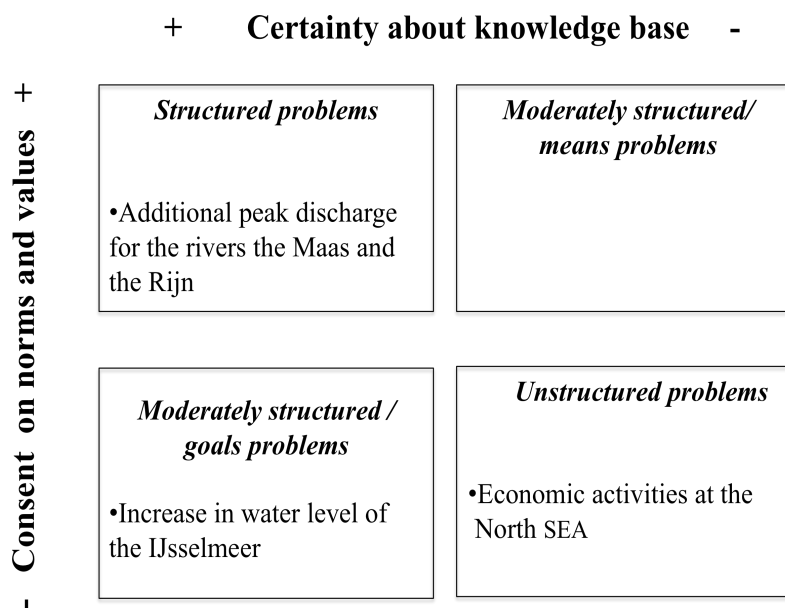 + Certainty about knowledge base -
- Consent on norms and values +
Structured problems
•Additional peak discharge
for the rivers the Maas and
the Rijn
Moderately structured/
means problems
Moderately structured /
goals problems
•Increase in water level of
the IJsselmeer
Unstructured problems
•Economic activities at the
North SEA